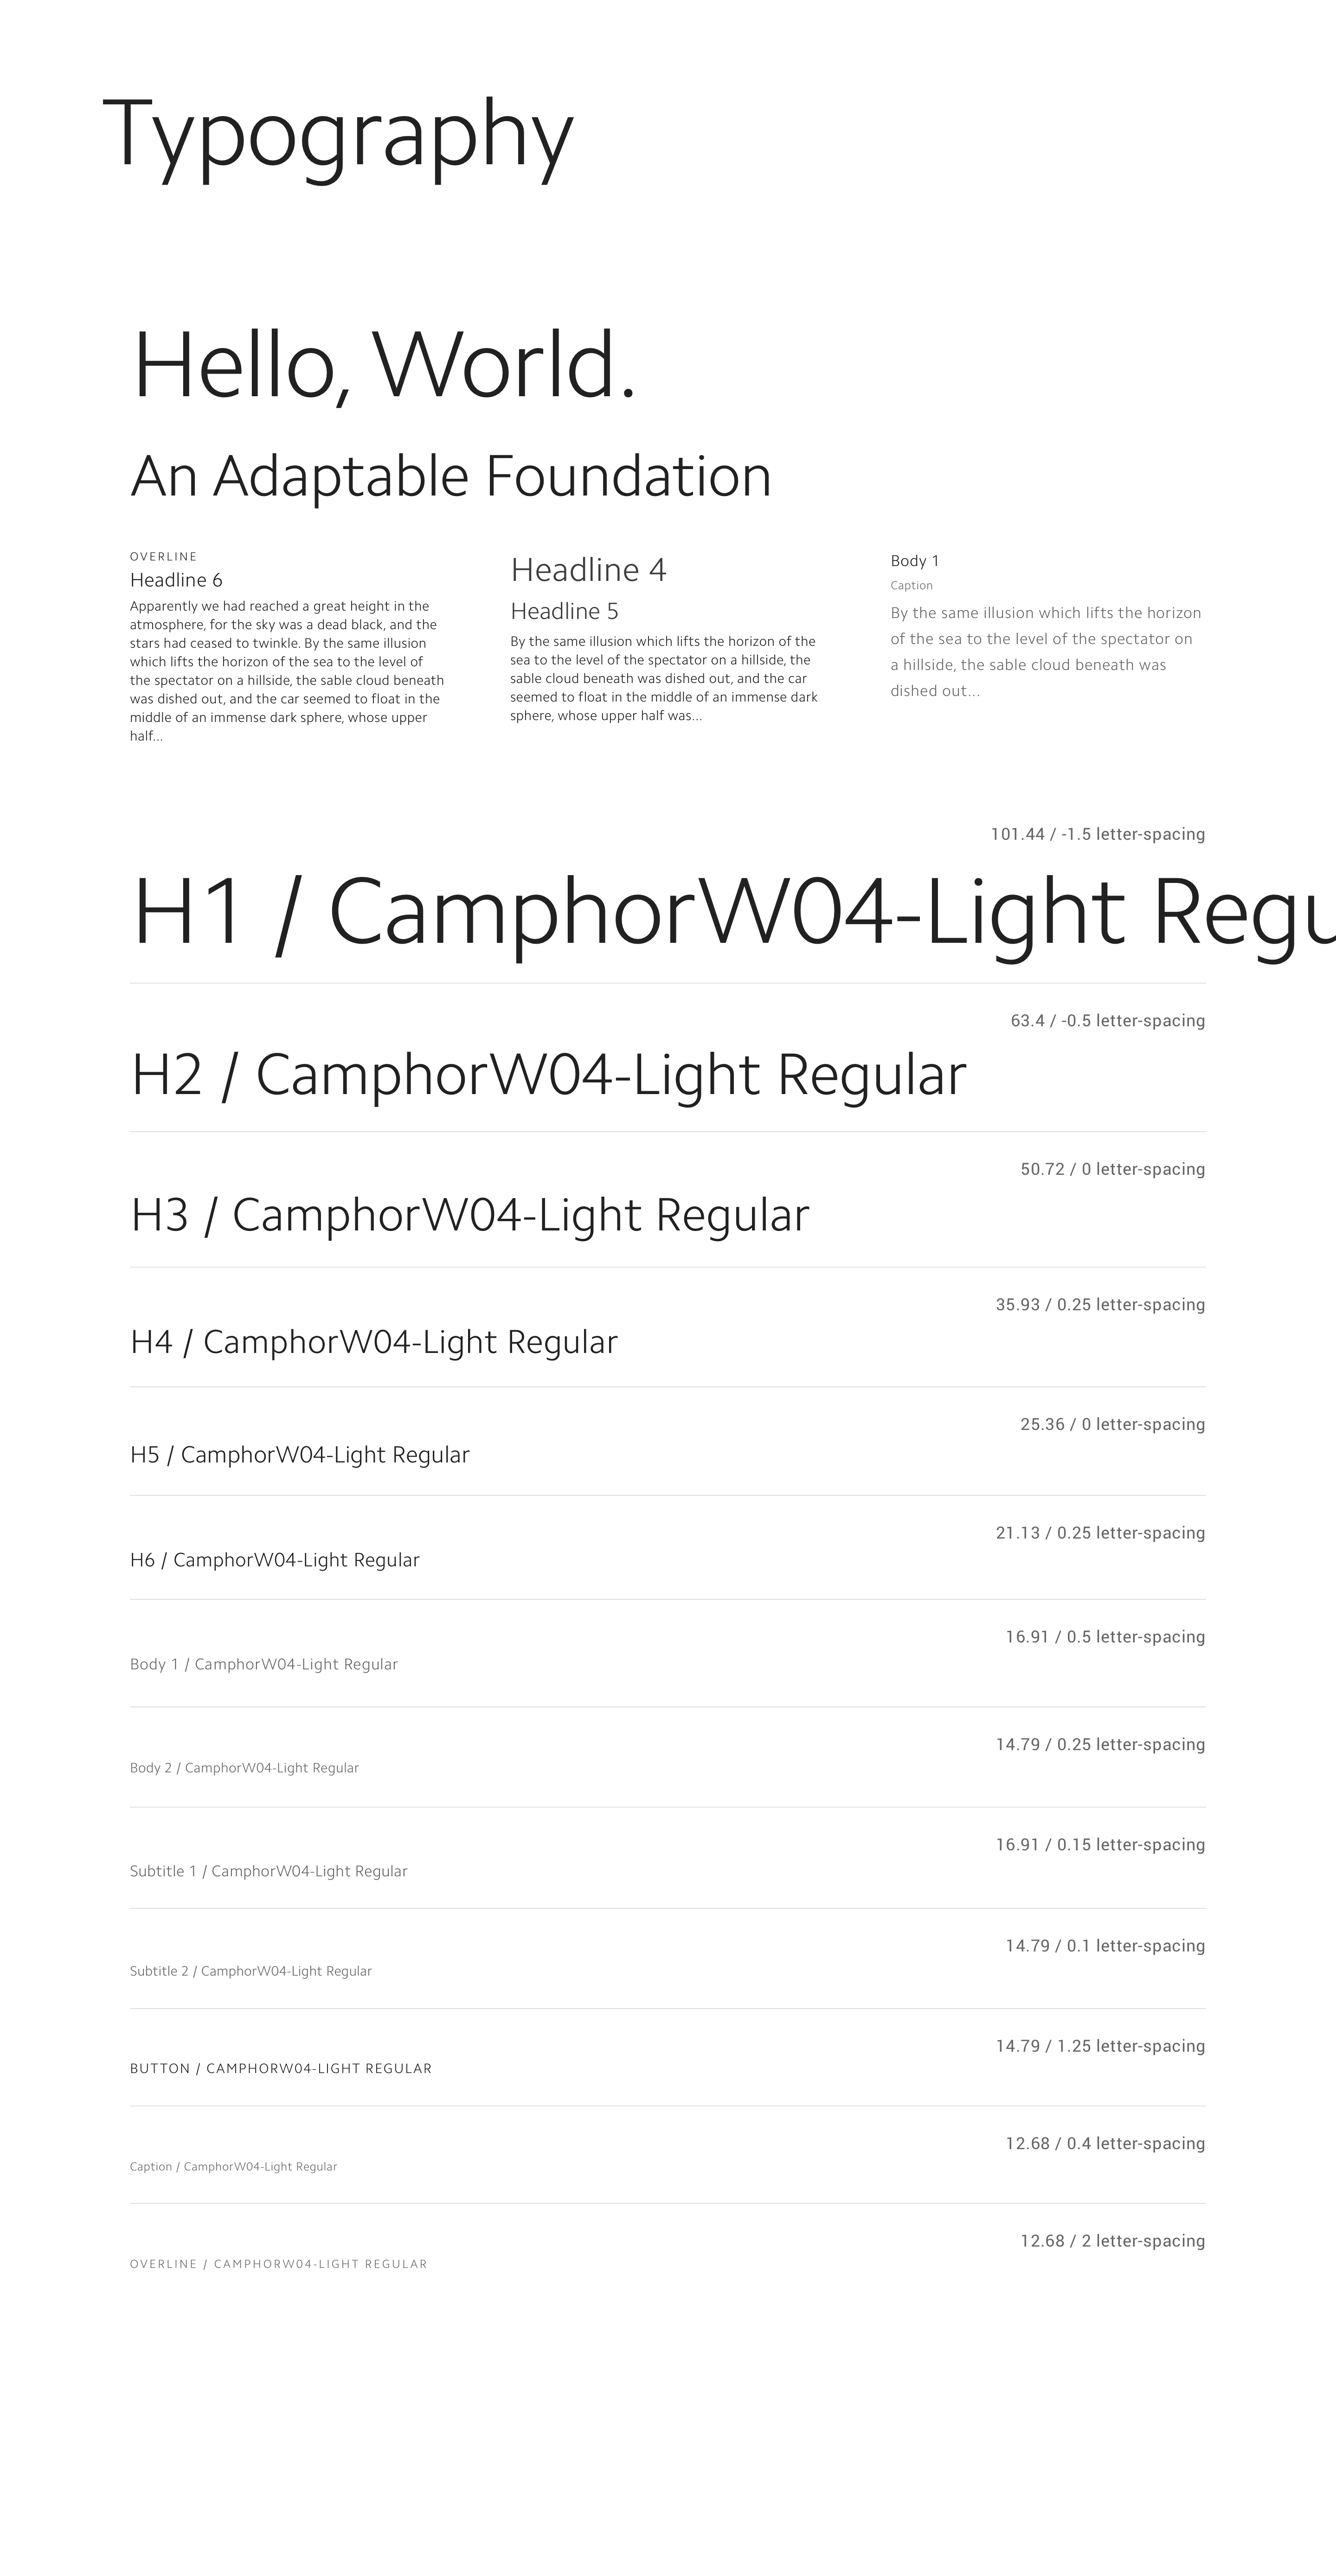 Typography
Hello, World.
An Adaptable Foundation
OVERLINE
Headline 6
Apparently we had reached a great height in the
atmosphere, for the sky was a dead black, and the
stars had ceased to twinkle. By the same illusion
which lifts the horizon of the sea to the level of
the spectator on a hillside, the sable cloud beneath
was dished out, and the car seemed to float in the
middle of an immense dark sphere, whose upper
half...
Headline 4
Headline 5
By the same illusion which lifts the horizon of the
sea to the level of the spectator on a hillside, the
sable cloud beneath was dished out, and the car
seemed to float in the middle of an immense dark
sphere, whose upper half was...
Body 1
Caption
By the same illusion which lifts the horizon
of the sea to the level of the spectator on
a hillside, the sable cloud beneath was
dished out...
101.44 / -1.5 letter-spacing
H1 / CamphorW04-Light Regu
63.4 / -0.5 letter-spacing
H2 / CamphorW04-Light Regular
50.72 / 0 letter-spacing
H3 / CamphorW04-Light Regular
35.93 / 0.25 letter-spacing
H4 / CamphorW04-Light Regular
25.36 / 0 letter-spacing
H5 / CamphorW04-Light Regular
21.13 / 0.25 letter-spacing
H6 / CamphorW04-Light Regular
16.91 / 0.5 letter-spacing
Body 1 / CamphorW04-Light Regular
14.79 / 0.25 letter-spacing
Body 2 / CamphorW04-Light Regular
16.91 / 0.15 letter-spacing
Subtitle 1 / CamphorW04-Light Regular
14.79 / 0.1 letter-spacing
Subtitle 2 / CamphorW04-Light Regular
14.79 / 1.25 letter-spacing
BUTTON / CAMPHORW04-LIGHT REGULAR
12.68 / 0.4 letter-spacing
Caption / CamphorW04-Light Regular
12.68 / 2 letter-spacing
OVERLINE / CAMPHORW04-LIGHT REGULAR